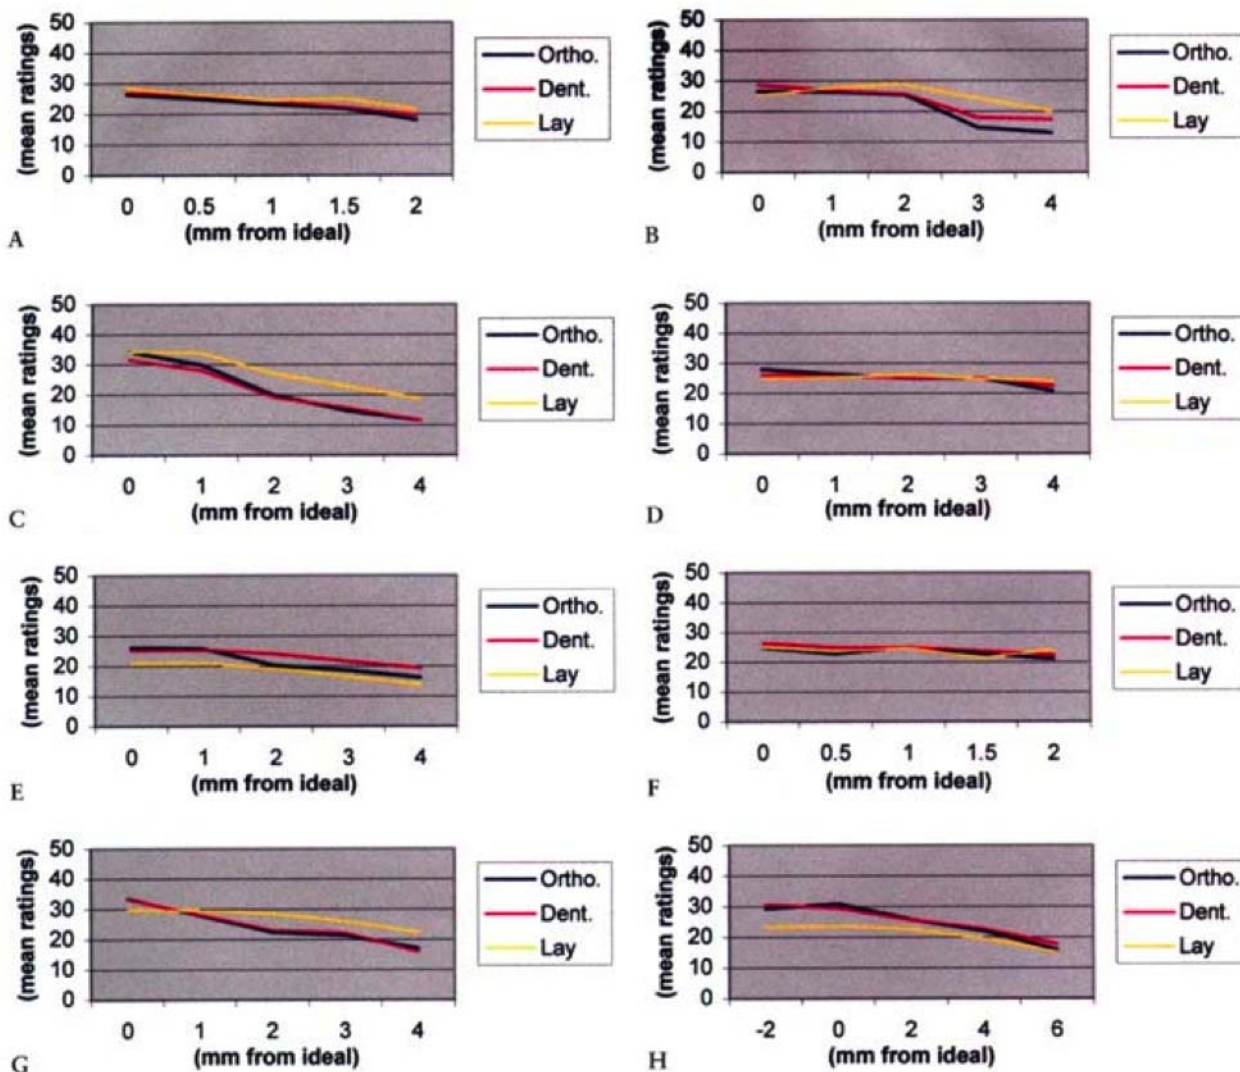 50
40
30
20
10
0
(mean ratings)
0 0.5 1 1.5 2
(mm from ideal)
Ortho.
Dent.
Lay
A
50
40
30
20
10
0
(mean ratings)
0 1 2 3 4
(mm from ideal)
Ortho.
Dent.
Lay
B
50
40
30
20
10
0
(mean ratings)
0 1 2 3 4
(mm from ideal)
Ortho.
Dent.
Lay
C
50
40
30
20
10
0
(mean ratings)
0 1 2 3 4
(mm from ideal)
Ortho.
Dent.
Lay
D
50
40
30
20
10
0
(mean ratings)
0 1 2 3 4
(mm from ideal)
Ortho.
Dent.
Lay
E
50
40
30
20
10
0
(mean ratings)
0 0.5 1 1.5 2
(mm from ideal)
Ortho.
Dent.
Lay
F
50
40
30
20
10
0
(mean ratings)
0 1 2 3 4
(mm from ideal)
Ortho.
Dent.
Lay
G
50
40
30
20
10
0
(mean ratings)
-2 0 2 4 6
(mm from ideal)
Ortho.
Dent.
Lay
H